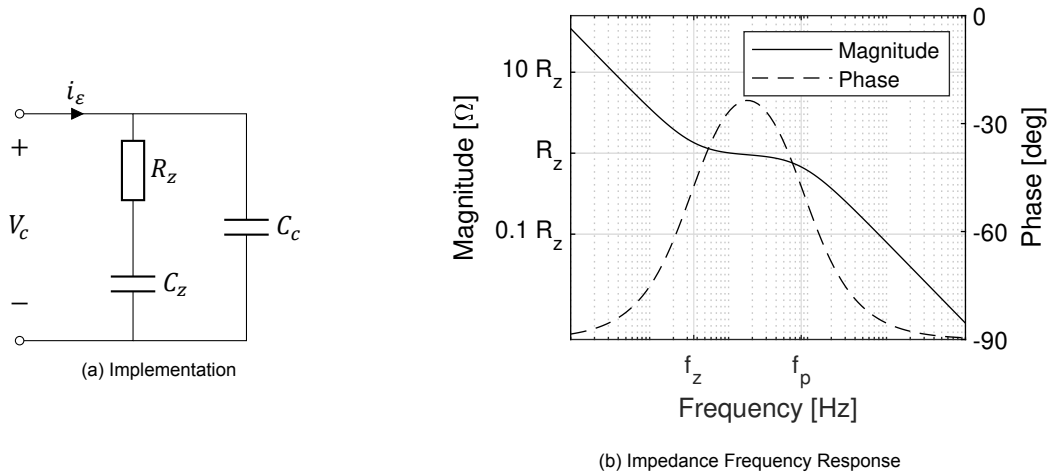 i_ε
+
R_z
V_c
C_c
C_z
−
(a) Implementation
Magnitude
Phase
10 R_z
R_z
0.1 R_z
Magnitude [Ω]
0
-30
-60
-90
Phase [deg]
f_z
f_p
Frequency [Hz]
(b) Impedance Frequency Response